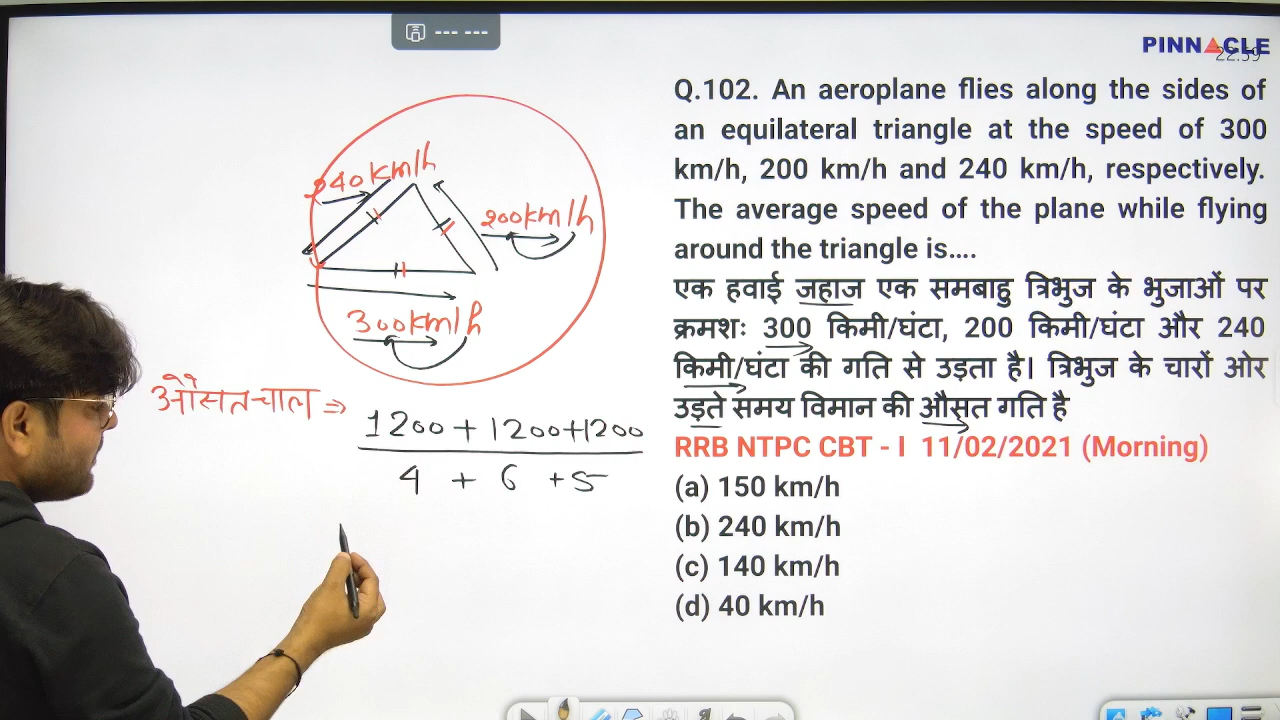 PINNACLE
22:59
Q.102. An aeroplane flies along the sides of
an equilateral triangle at the speed of 300
km/h, 200 km/h and 240 km/h, respectively.
The average speed of the plane while flying
around the triangle is....
एक हवाई जहाज एक समबाहु त्रिभुज के भुजाओं पर
क्रमशः 300 किमी/घंटा, 200 किमी/घंटा और 240
किमी/घंटा की गति से उड़ता है। त्रिभुज के चारों ओर
उड़ते समय विमान की औसत गति है
RRB NTPC CBT - I 11/02/2021 (Morning)
(a) 150 km/h
(b) 240 km/h
(c) 140 km/h
(d) 40 km/h
240km/h
200km/h
300km/h
औसत चाल ⇒
1200 + 1200+1200
4 + 6 +5